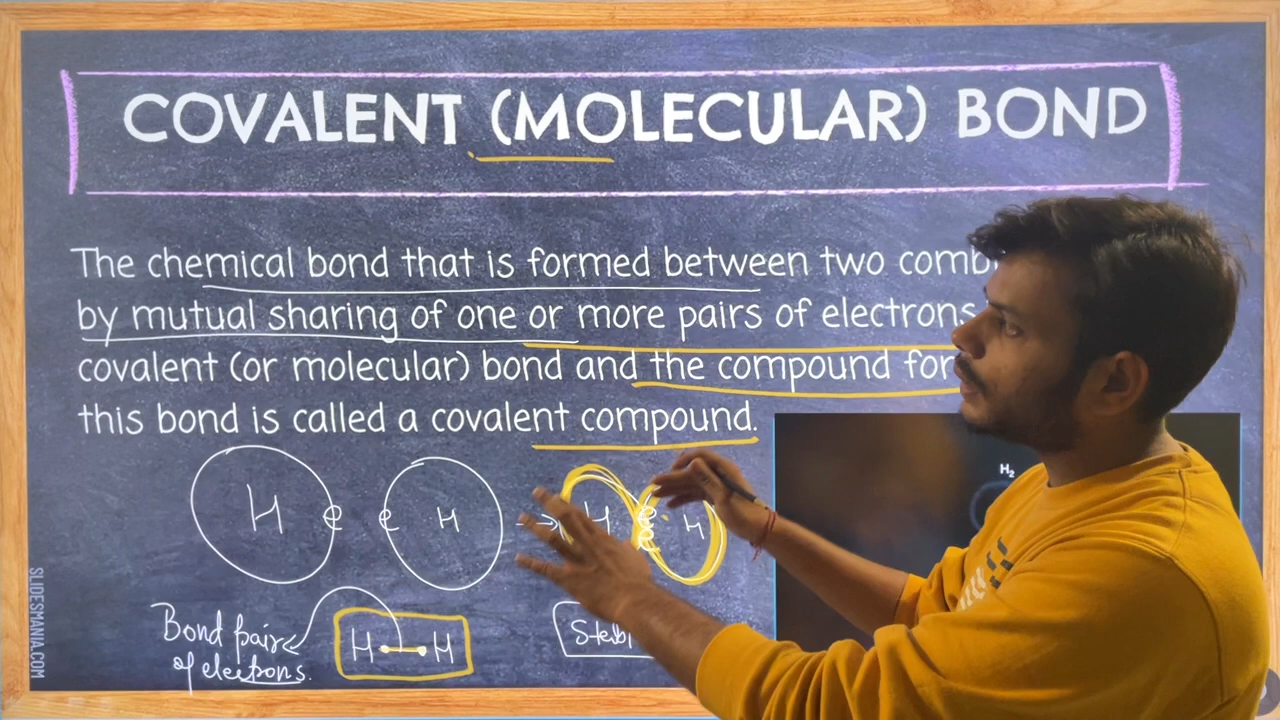 COVALENT (MOLECULAR) BOND
The chemical bond that is formed between two
by mutual sharing of one or more pairs of electrons
covalent (or molecular) bond and the compound
this bond is called a covalent compound.
H e e H → H H
H₂
Bond pair
of electrons.
H H
SLIDESMANIA.COM